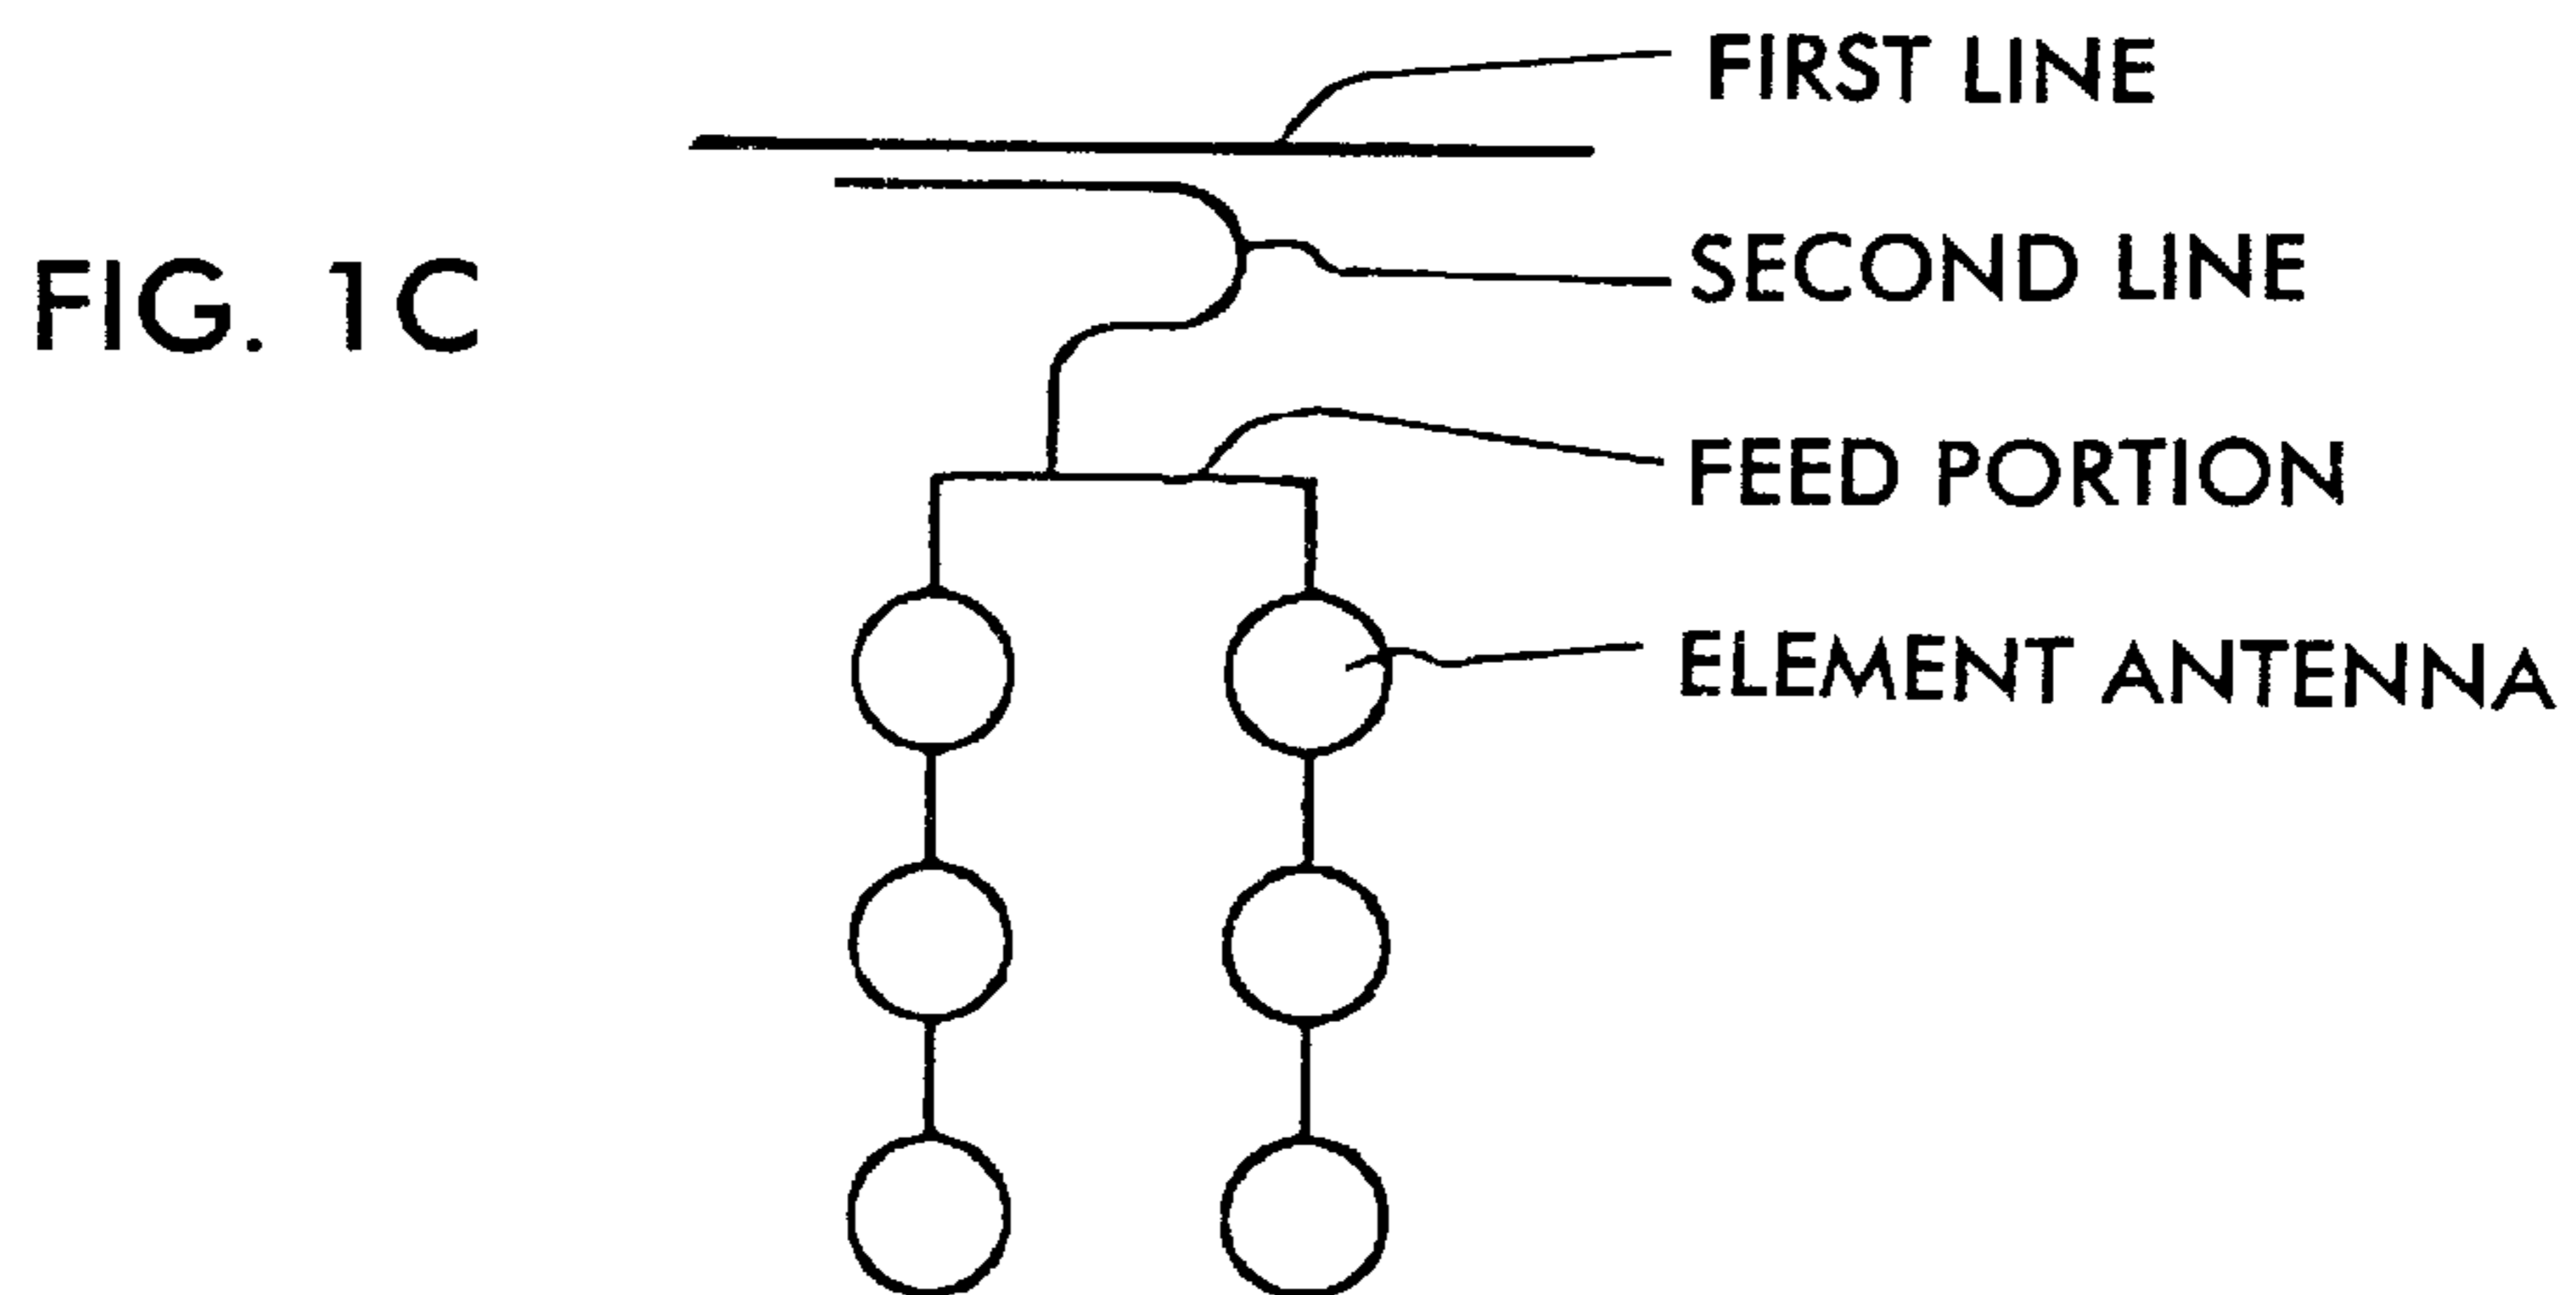 FIRST LINE
SECOND LINE
FIG. 1C
FEED PORTION
ELEMENT ANTENNA